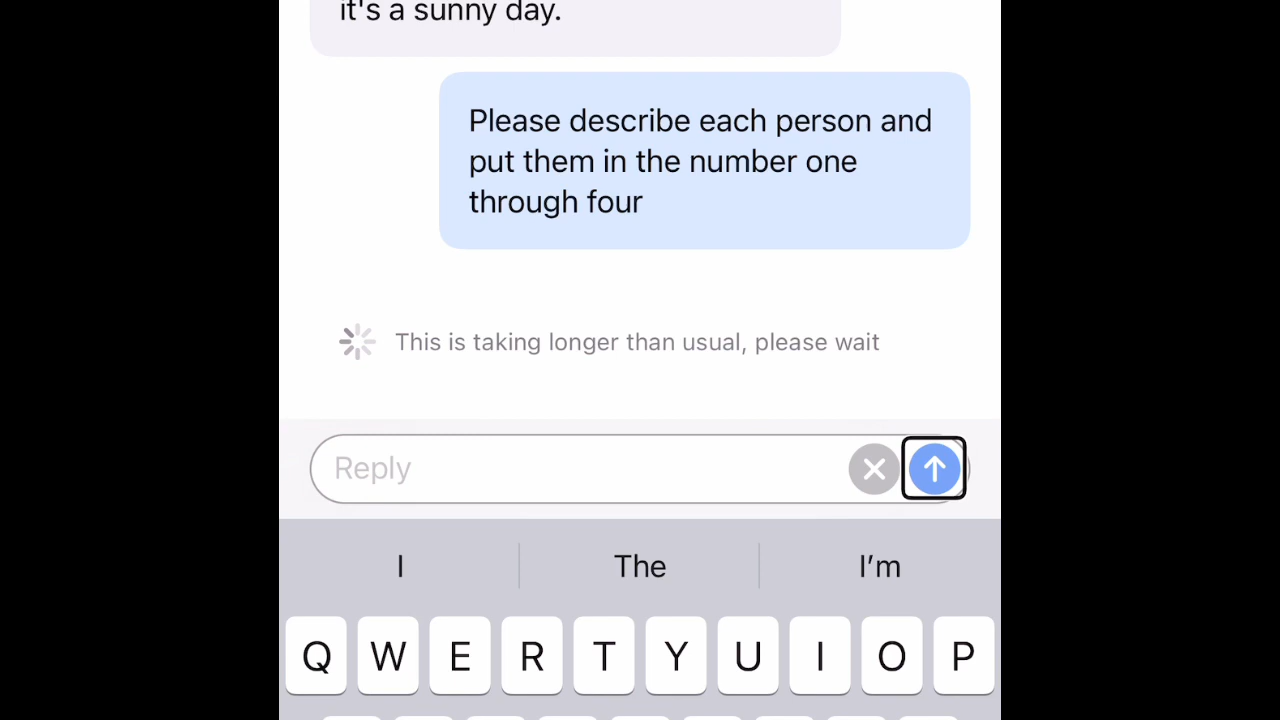 it's a sunny day.
Please describe each person and
put them in the number one
through four
This is taking longer than usual, please wait
Reply
I The I’m
Q W E R T Y U I O P